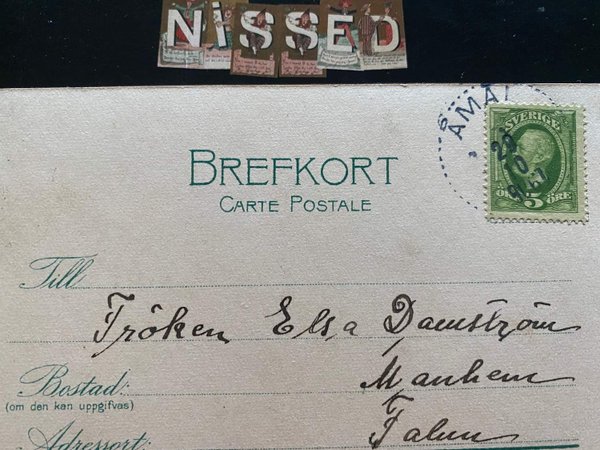 NiSSED
ÅMÅL
SVERIGE
5 ÖRE
BREFKORT
CARTE POSTALE
Till
Fröken Elsa Damström
Bostad: Manhem
(om den kan uppgifvas)
Adressort: Falun